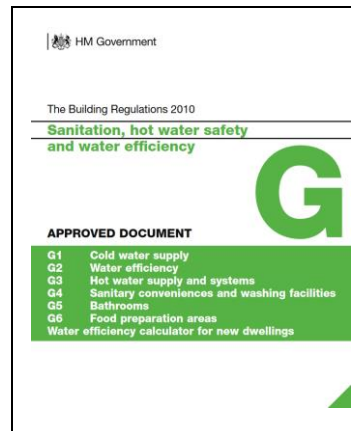 HM Government
The Building Regulations 2010
Sanitation, hot water safety
and water efficiency
G
APPROVED DOCUMENT
G1 Cold water supply
G2 Water efficiency
G3 Hot water supply and systems
G4 Sanitary conveniences and washing facilities
G5 Bathrooms
G6 Food preparation areas
Water efficiency calculator for new dwellings